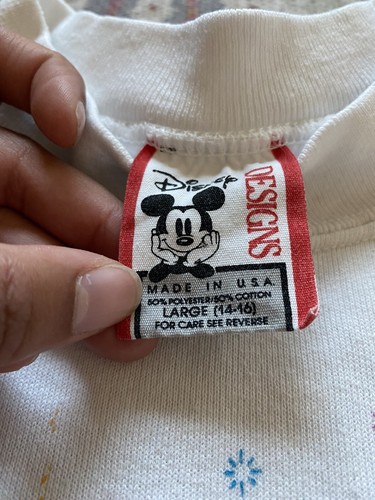 Disney
DESIGNS
MADE IN U.S.A.
50% POLYESTER/50% COTTON
LARGE (14-16)
FOR CARE SEE REVERSE